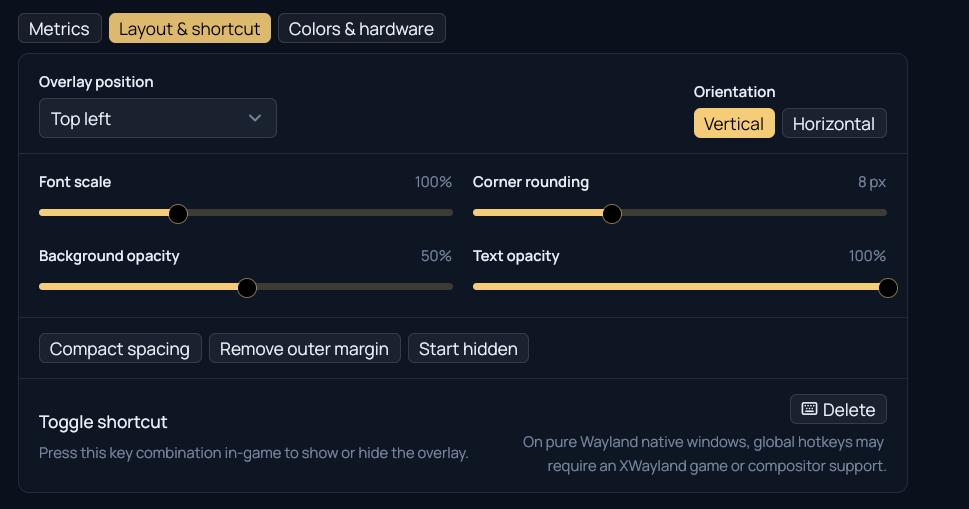 Metrics Layout & shortcut Colors & hardware
Overlay position
Orientation
Top left
Vertical Horizontal
Font scale 100% Corner rounding 8 px
Background opacity 50% Text opacity 100%
Compact spacing Remove outer margin Start hidden
Toggle shortcut
Press this key combination in-game to show or hide the overlay.
Delete
On pure Wayland native windows, global hotkeys may
require an XWayland game or compositor support.